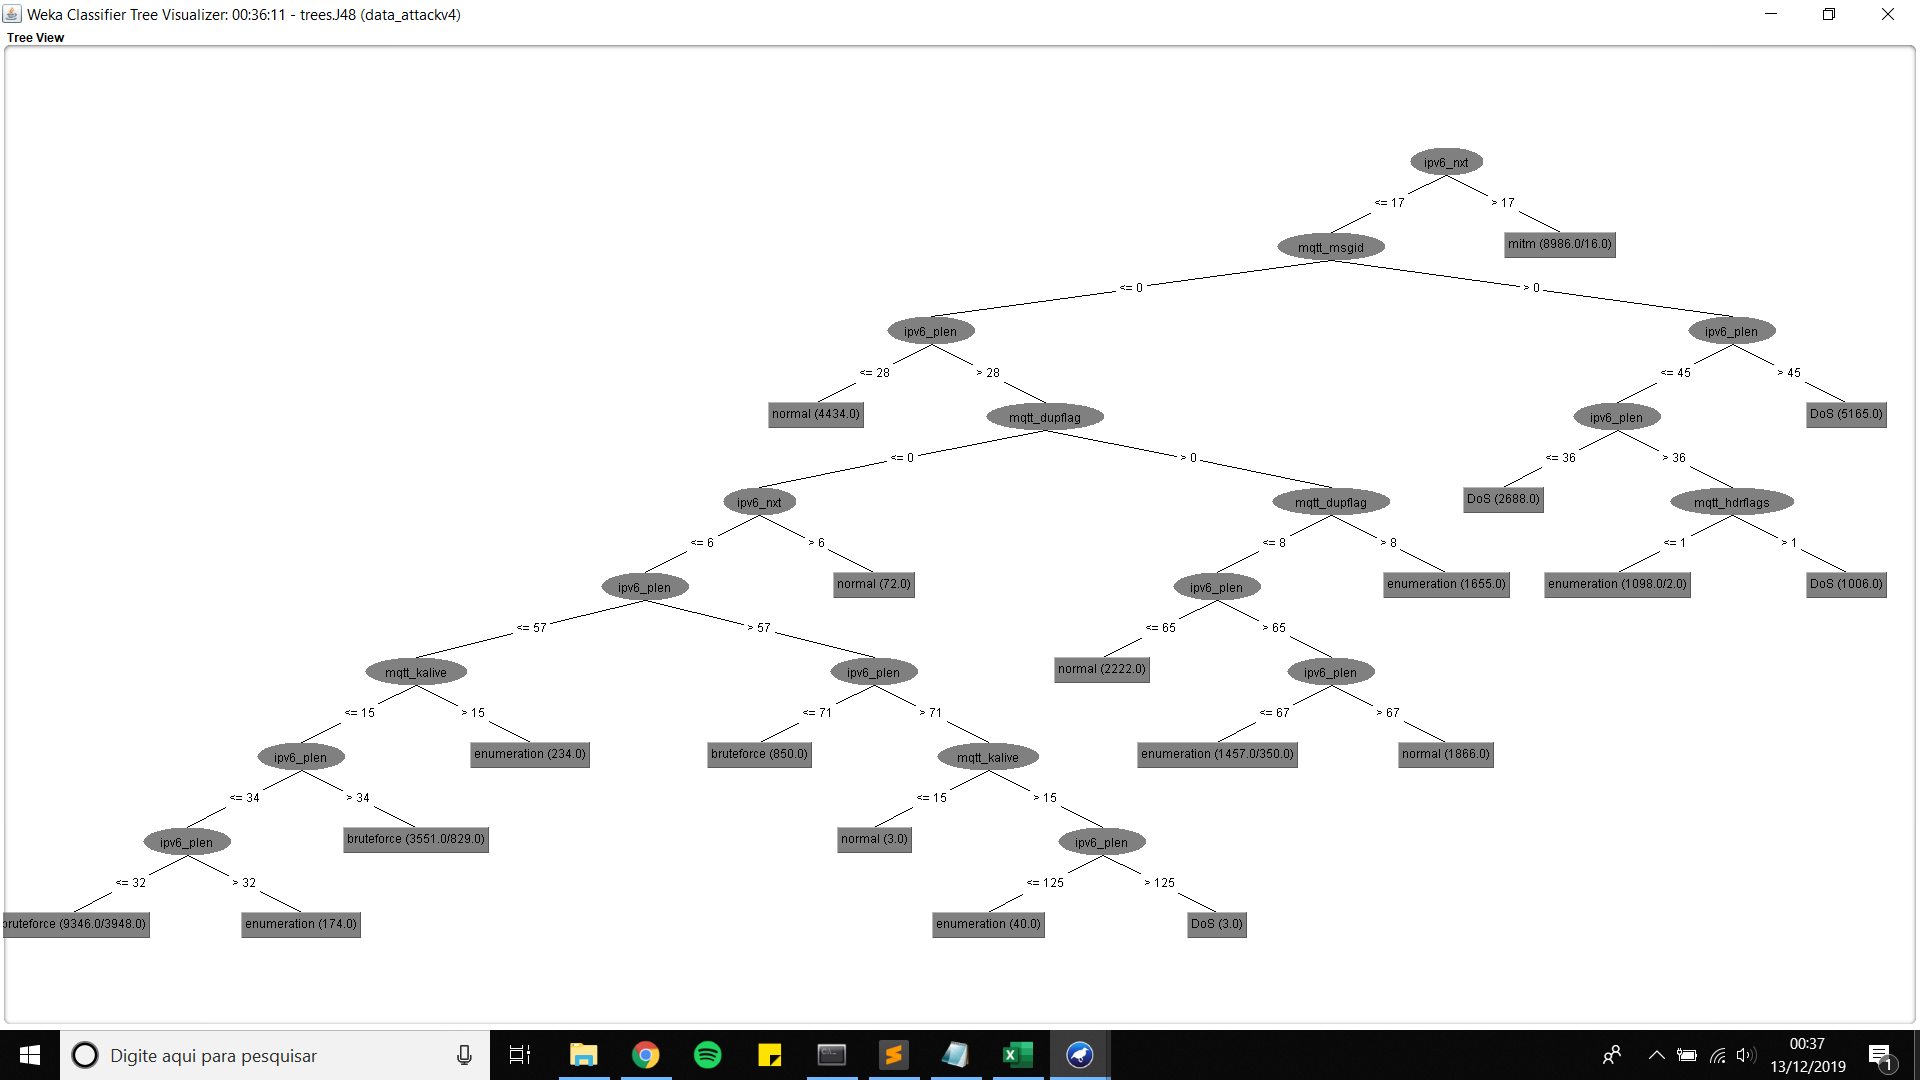 Weka Classifier Tree Visualizer: 00:36:11 - trees.J48 (data_attackv4)
Tree View
ipv6_nxt
<= 17 > 17
mqtt_msgid mitm (8986.0/16.0)
<= 0 > 0
ipv6_plen ipv6_plen
<= 28 > 28 <= 45 > 45
normal (4434.0) mqtt_dupflag ipv6_plen DoS (5165.0)
<= 0 > 0 <= 36 > 36
ipv6_nxt mqtt_dupflag DoS (2688.0) mqtt_hdrflags
<= 6 > 6 <= 8 > 8 <= 1 > 1
ipv6_plen normal (72.0) ipv6_plen enumeration (1655.0) enumeration (1098.0/2.0) DoS (1006.0)
<= 57 > 57 <= 65 > 65
mqtt_kalive ipv6_plen normal (2222.0) ipv6_plen
<= 15 > 15 <= 71 > 71 <= 67 > 67
ipv6_plen enumeration (234.0) bruteforce (850.0) mqtt_kalive enumeration (1457.0/350.0) normal (1866.0)
<= 34 > 34 <= 15 > 15
ipv6_plen bruteforce (3551.0/829.0) normal (3.0) ipv6_plen
<= 32 > 32 <= 125 > 125
bruteforce (9346.0/3948.0) enumeration (174.0) enumeration (40.0) DoS (3.0)
Digite aqui para pesquisar
00:37
13/12/2019
1